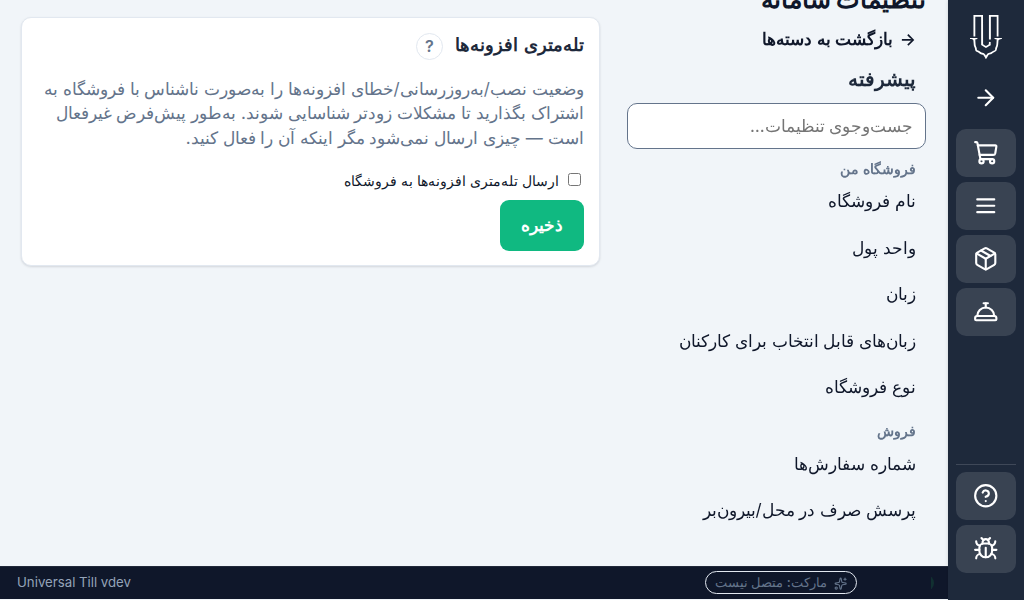 تنظیمات سامانه
→ بازگشت به دسته‌ها
پیشرفته
جست‌وجوی تنظیمات...
فروشگاه من
نام فروشگاه
واحد پول
زبان
زبان‌های قابل انتخاب برای کارکنان
نوع فروشگاه
فروش
شماره سفارش‌ها
پرسش صرف در محل/بیرون‌بر
تله‌متری افزونه‌ها ?
وضعیت نصب/به‌روزرسانی/خطای افزونه‌ها را به‌صورت ناشناس با فروشگاه به
اشتراک بگذارید تا مشکلات زودتر شناسایی شوند. به‌طور پیش‌فرض غیرفعال
است — چیزی ارسال نمی‌شود مگر اینکه آن را فعال کنید.
ارسال تله‌متری افزونه‌ها به فروشگاه
ذخیره
مارکت: متصل نیست
Universal Till vdev